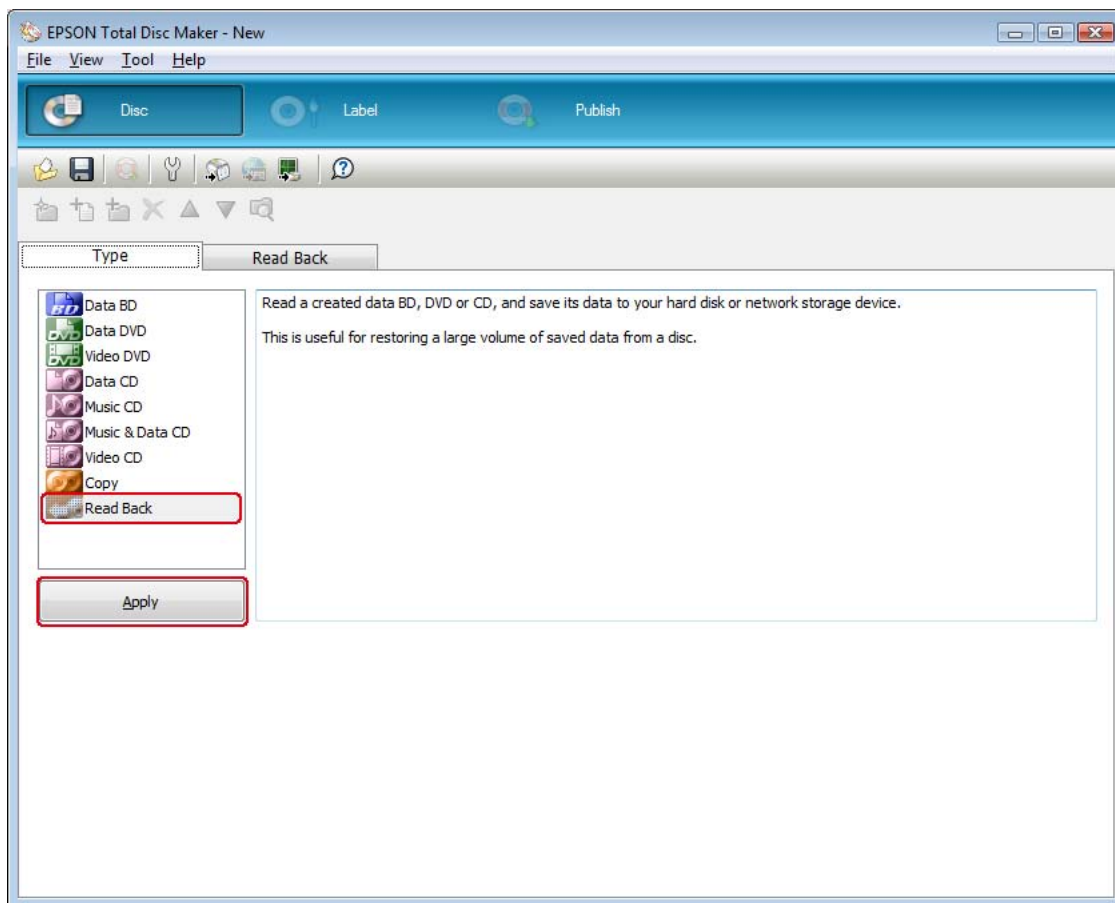 EPSON Total Disc Maker - New
File View Tool Help
Disc Label Publish
Type Read Back
Data BD
Data DVD
Video DVD
Data CD
Music CD
Music & Data CD
Video CD
Copy
Read Back
Apply
Read a created data BD, DVD or CD, and save its data to your hard disk or network storage device.
This is useful for restoring a large volume of saved data from a disc.